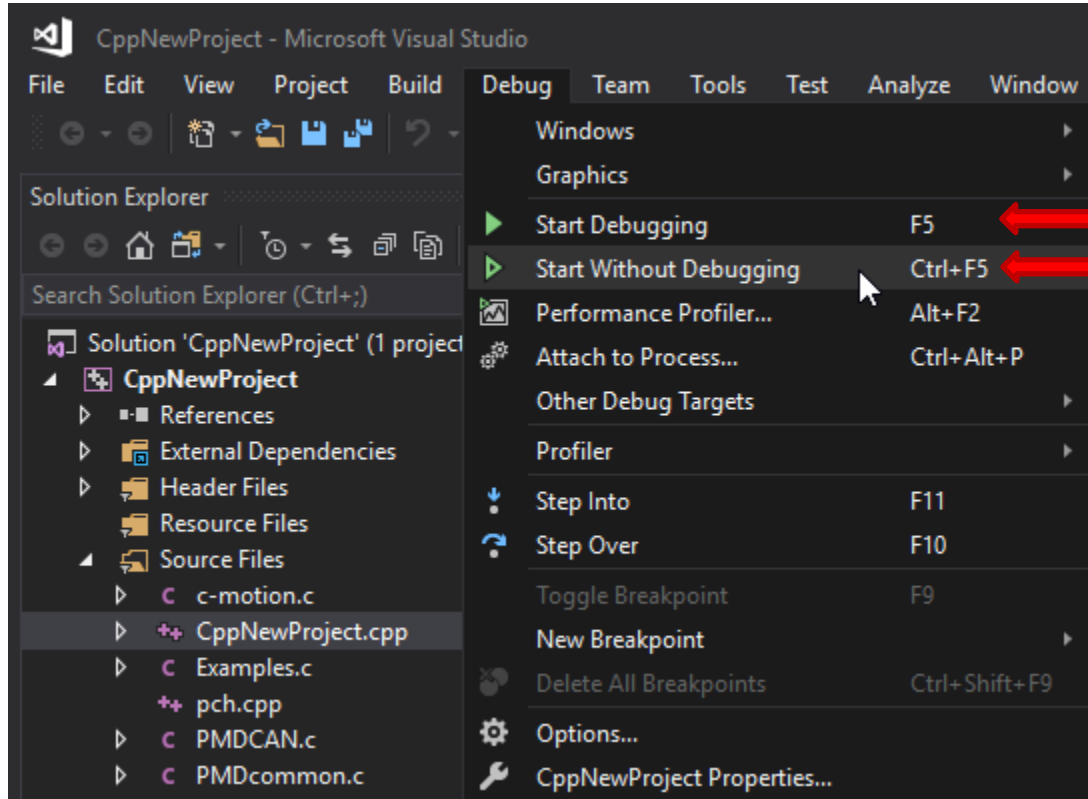 CppNewProject - Microsoft Visual Studio
File Edit View Project Build Debug Team Tools Test Analyze Window
Solution Explorer
Search Solution Explorer (Ctrl+;)
Solution 'CppNewProject' (1 project
CppNewProject
References
External Dependencies
Header Files
Resource Files
Source Files
c-motion.c
CppNewProject.cpp
Examples.c
pch.cpp
PMDCAN.c
PMDcommon.c
Windows
Graphics
Start Debugging F5
Start Without Debugging Ctrl+F5
Performance Profiler... Alt+F2
Attach to Process... Ctrl+Alt+P
Other Debug Targets
Profiler
Step Into F11
Step Over F10
Toggle Breakpoint F9
New Breakpoint
Delete All Breakpoints Ctrl+Shift+F9
Options...
CppNewProject Properties...